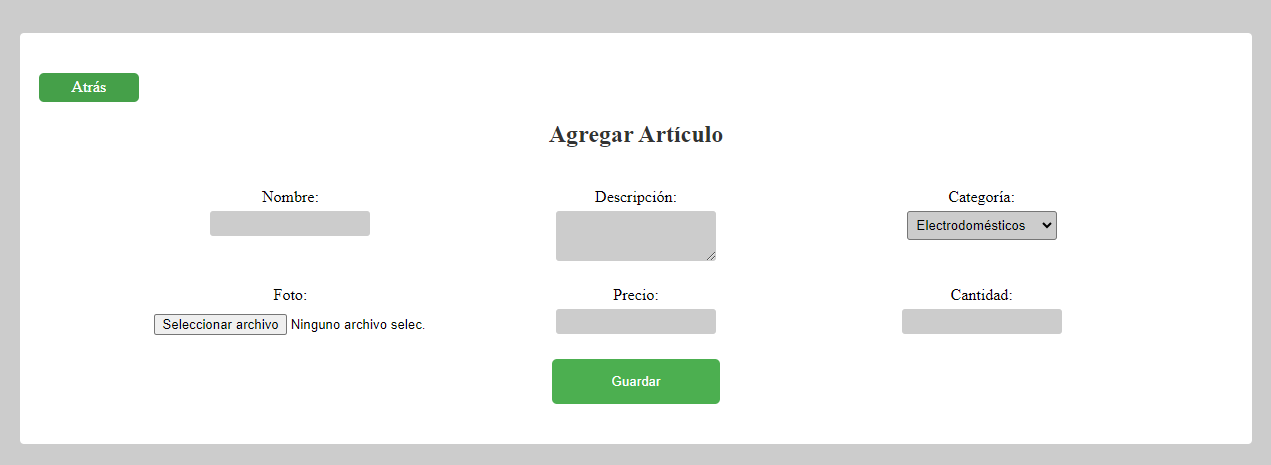 Atrás
Agregar Artículo
Nombre:
Descripción:
Categoría:
Electrodomésticos
Foto:
Precio:
Cantidad:
Seleccionar archivo Ninguno archivo selec.
Guardar